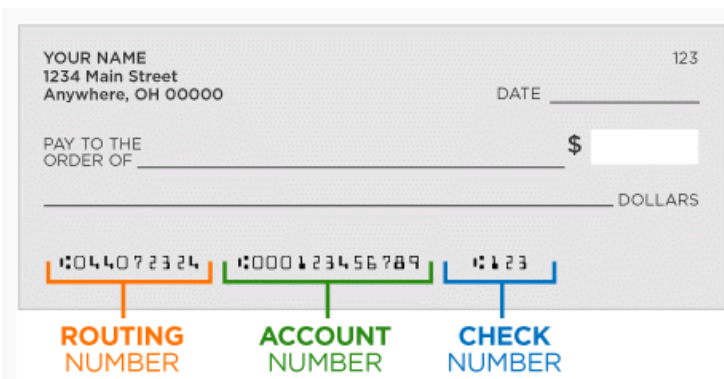 YOUR NAME 123
1234 Main Street
Anywhere, OH 00000 DATE
PAY TO THE
ORDER OF $
DOLLARS
⑆044072324 ⑆000123456789 ⑆123
ROUTING NUMBER
ACCOUNT NUMBER
CHECK NUMBER